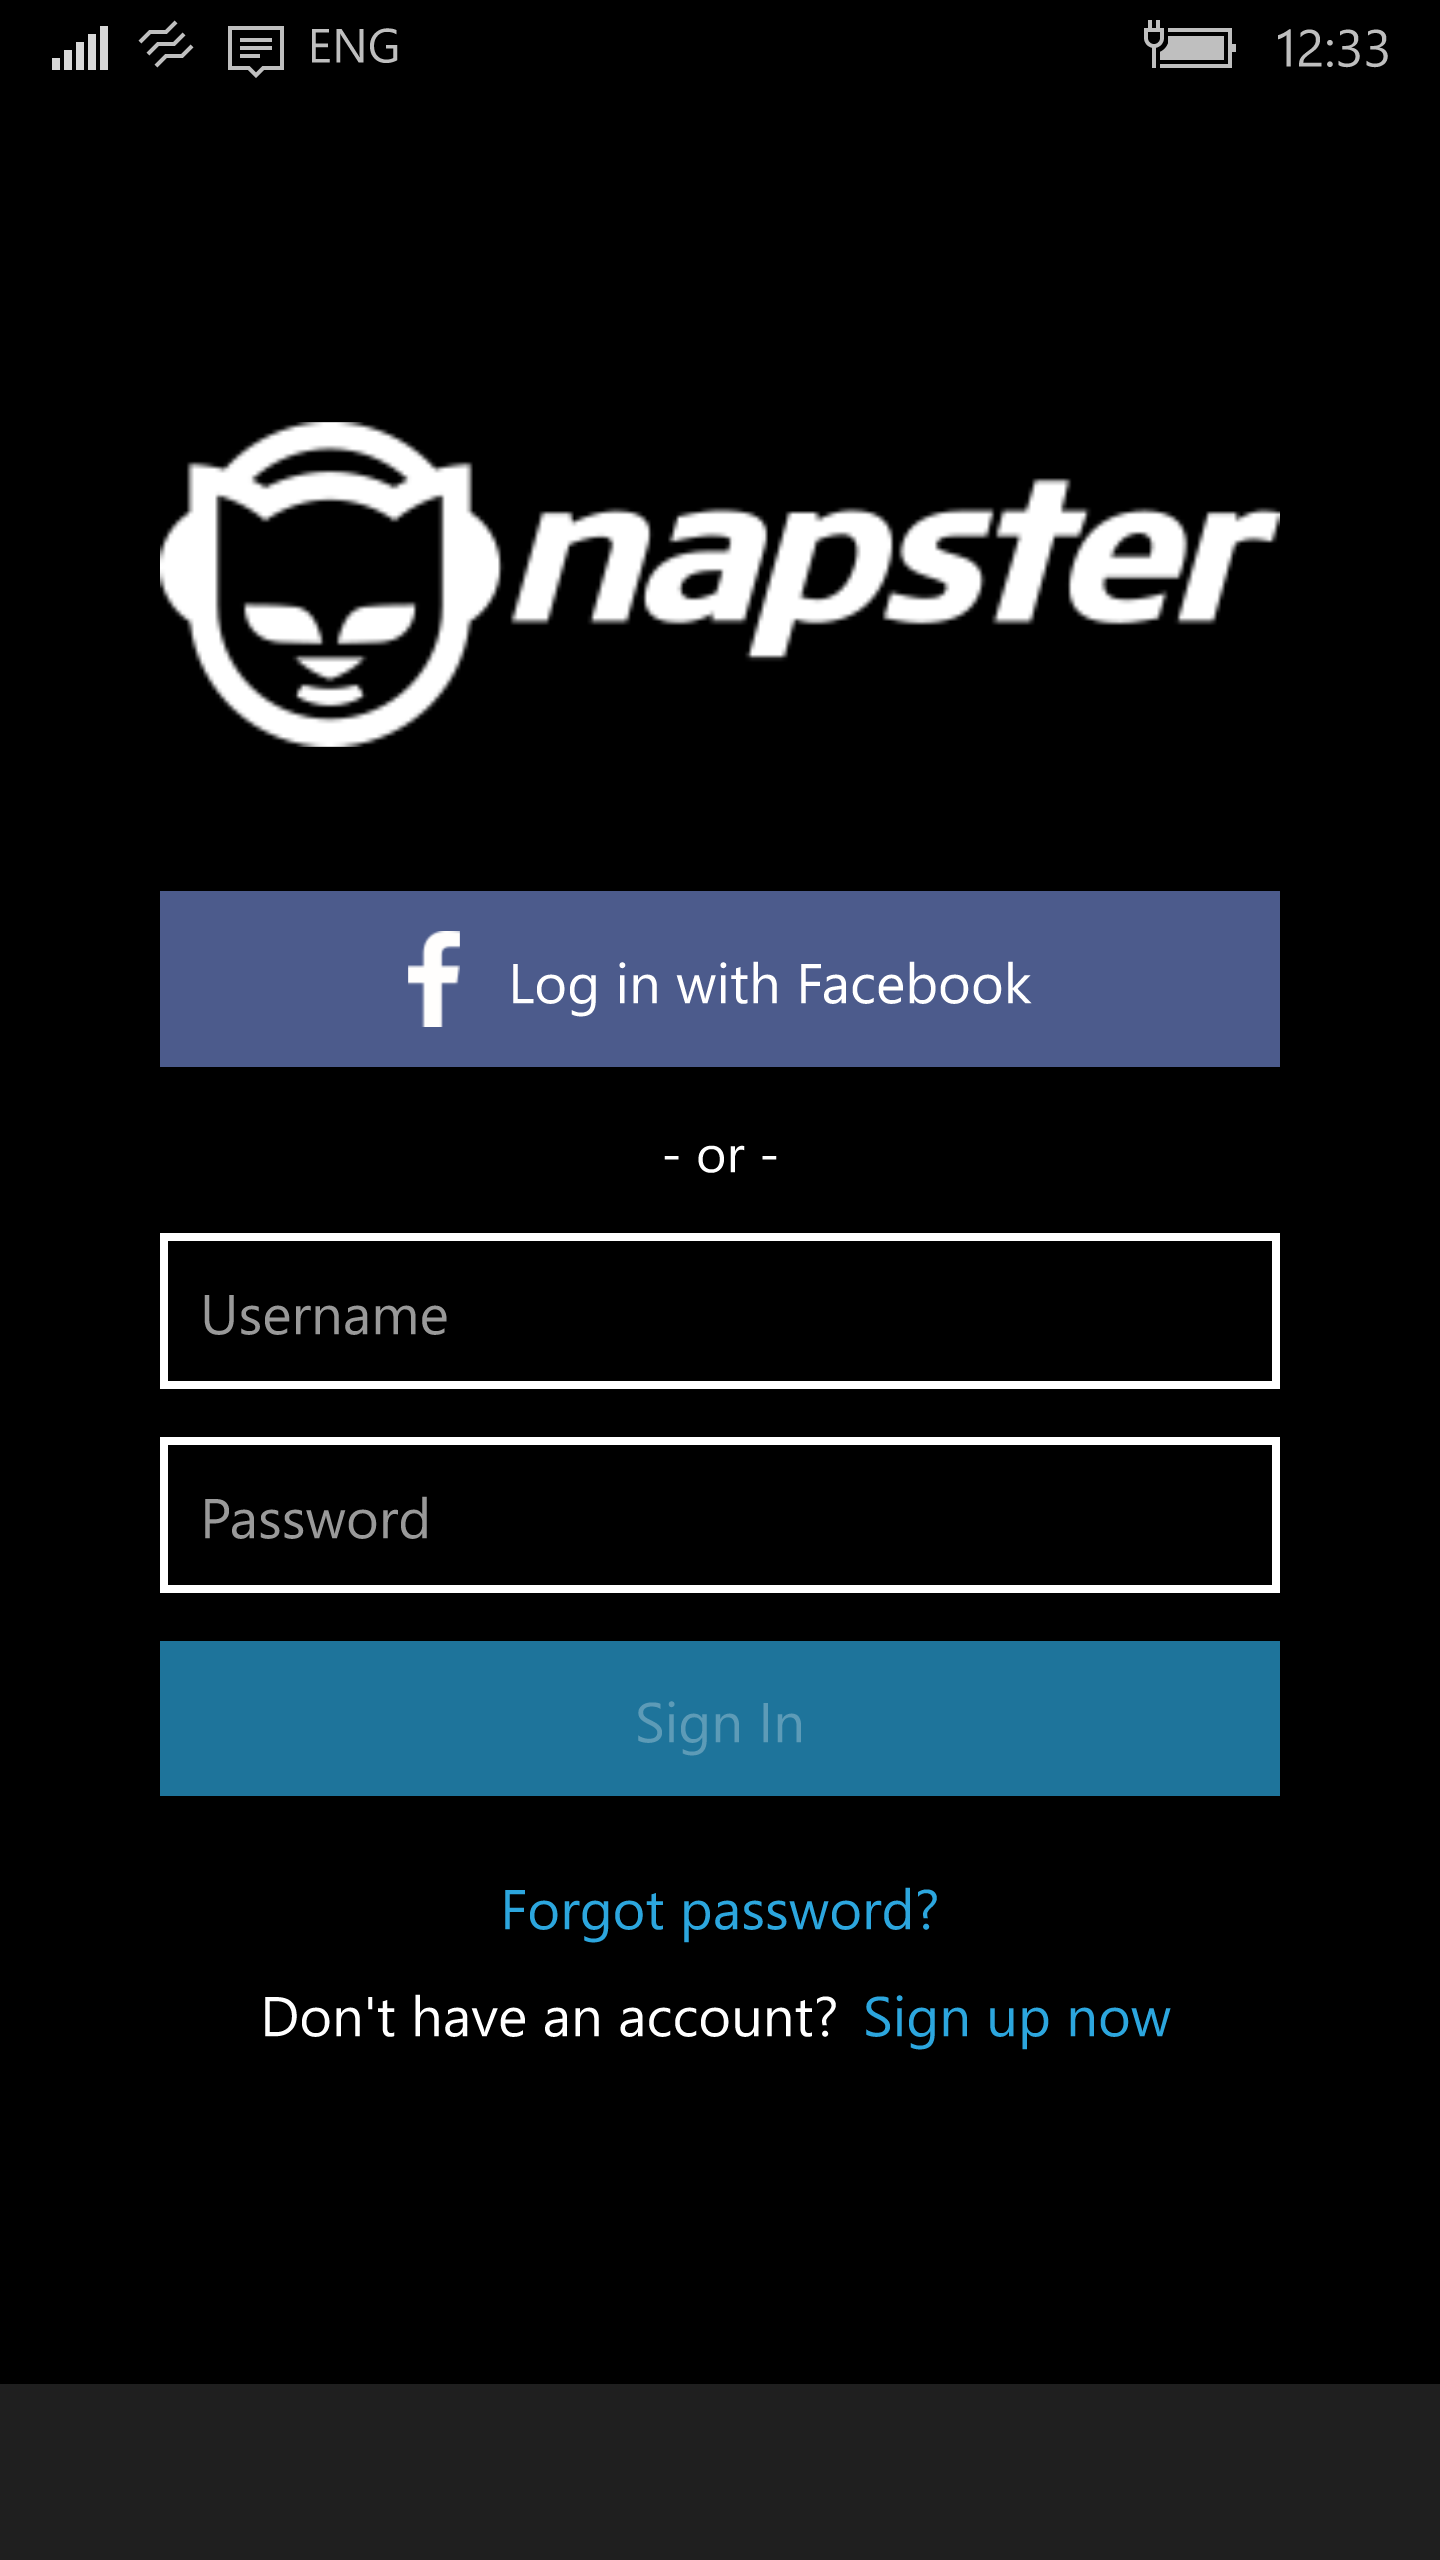 ENG 12:33
napster
Log in with Facebook
- or -
Username
Password
Sign In
Forgot password?
Don't have an account? Sign up now